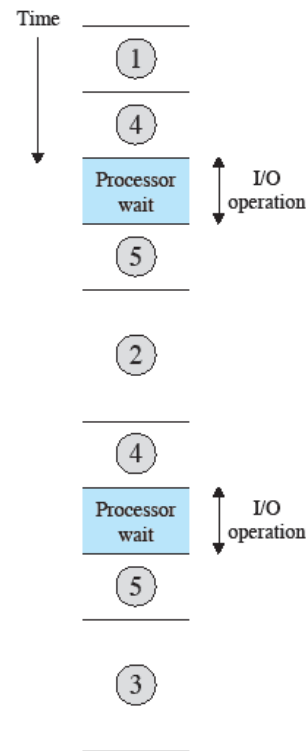 Time
1
4
Processor
wait
I/O
operation
5
2
4
Processor
wait
I/O
operation
5
3